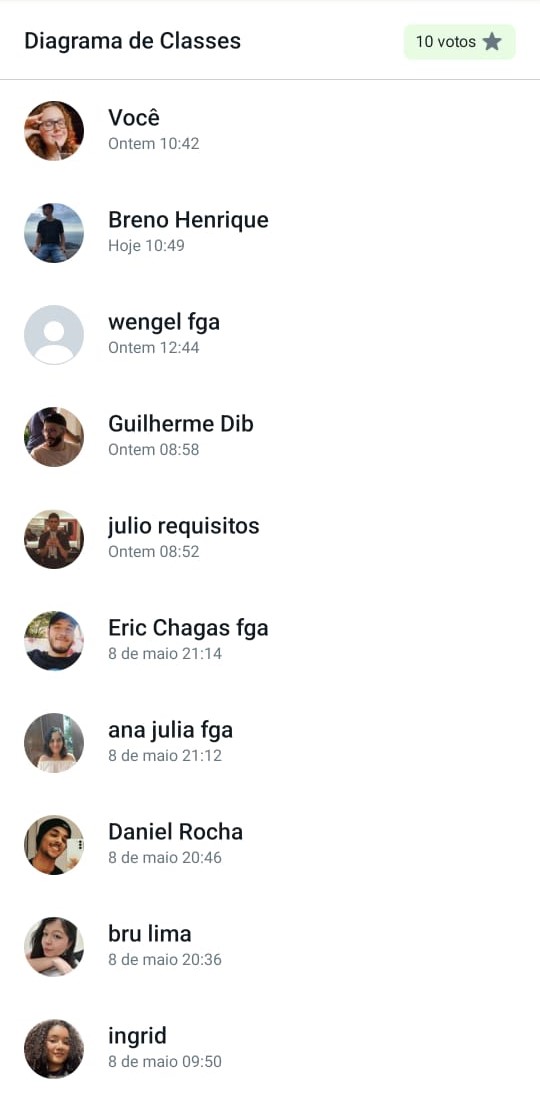 Diagrama de Classes
10 votos
Você
Ontem 10:42
Breno Henrique
Hoje 10:49
wengel fga
Ontem 12:44
Guilherme Dib
Ontem 08:58
julio requisitos
Ontem 08:52
Eric Chagas fga
8 de maio 21:14
ana julia fga
8 de maio 21:12
Daniel Rocha
8 de maio 20:46
bru lima
8 de maio 20:36
ingrid
8 de maio 09:50